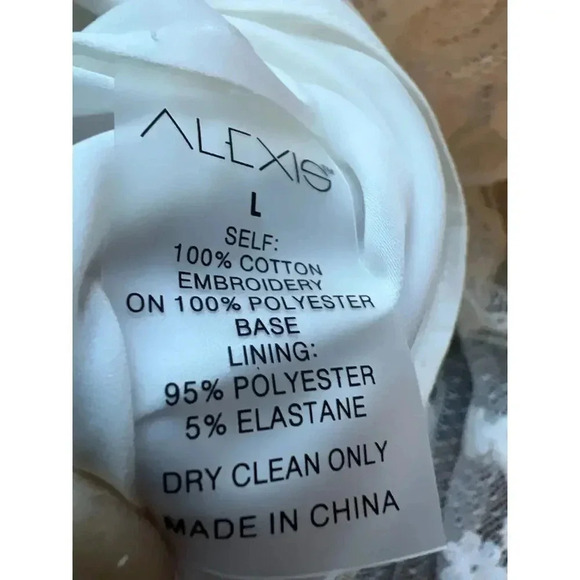 ALEXIS™
L
SELF:
100% COTTON
EMBROIDERY
ON 100% POLYESTER
BASE
LINING:
95% POLYESTER
5% ELASTANE
DRY CLEAN ONLY
MADE IN CHINA